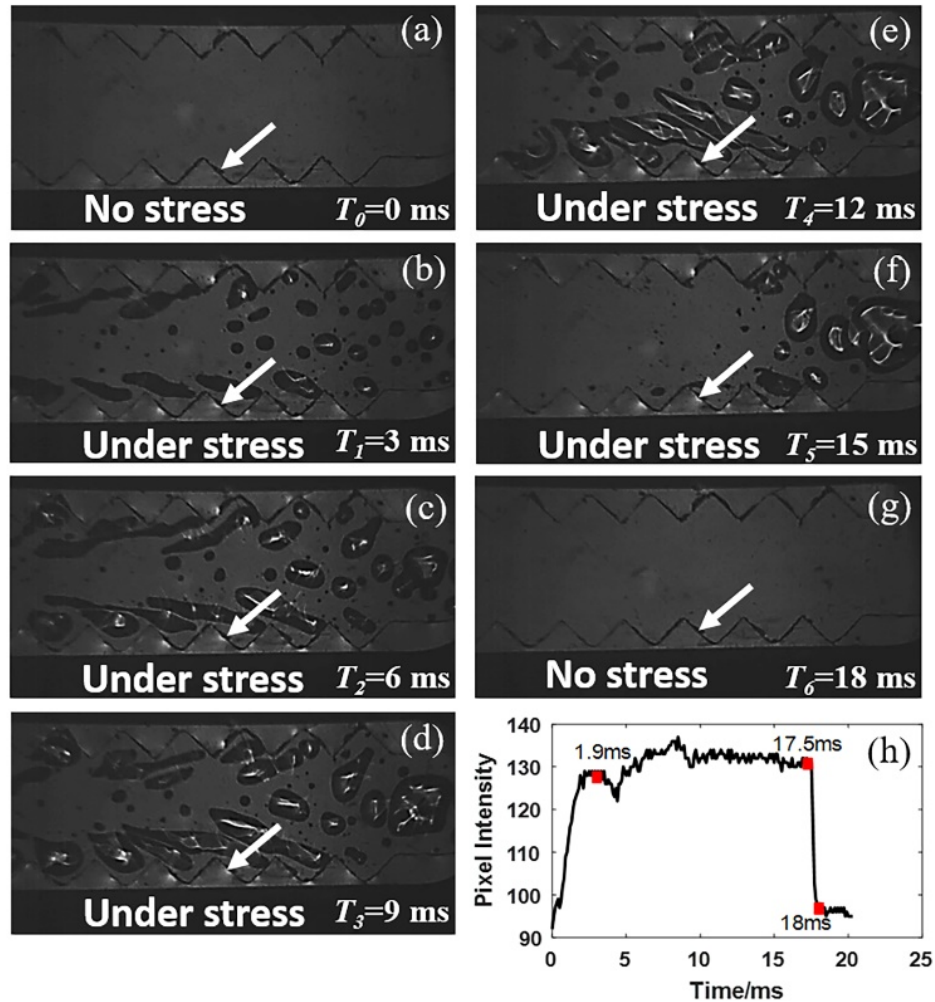 (a)
No stress T₀=0 ms
(b)
Under stress T₁=3 ms
(c)
Under stress T₂=6 ms
(d)
Under stress T₃=9 ms
(e)
Under stress T₄=12 ms
(f)
Under stress T₅=15 ms
(g)
No stress T₆=18 ms
(h)
140
130
120
110
100
90
0 5 10 15 20 25
Pixel Intensity
Time/ms
1.9ms
17.5ms
18ms